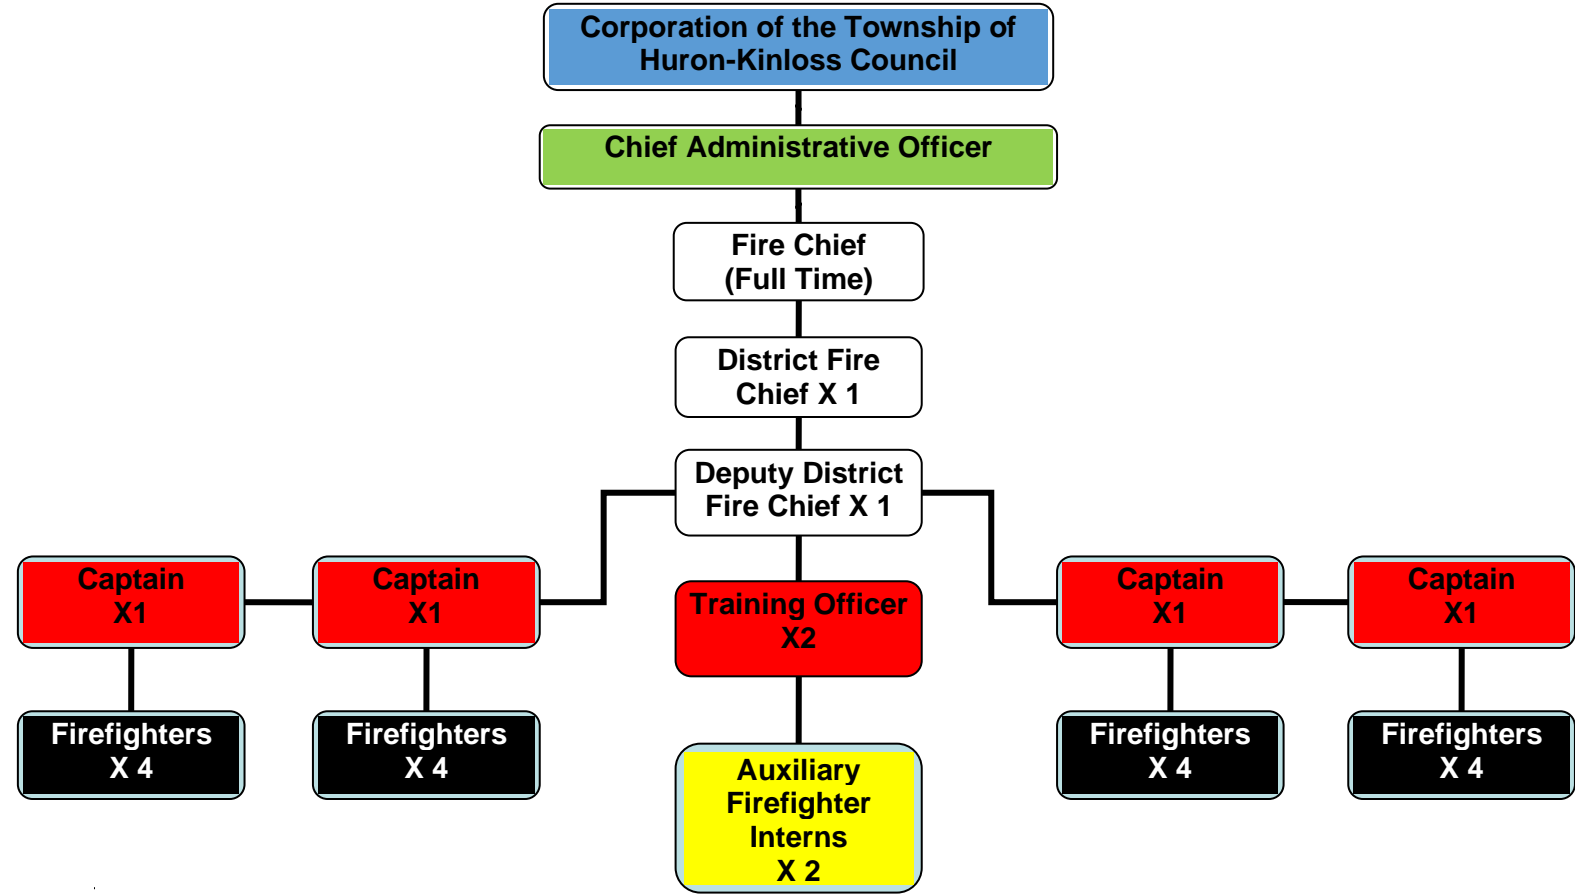 Corporation of the Township of
Huron-Kinloss Council
Chief Administrative Officer
Fire Chief
(Full Time)
District Fire
Chief X 1
Deputy District
Fire Chief X 1
Captain
X1
Captain
X1
Training Officer
X2
Captain
X1
Captain
X1
Firefighters
X 4
Firefighters
X 4
Auxiliary
Firefighter
Interns
X 2
Firefighters
X 4
Firefighters
X 4